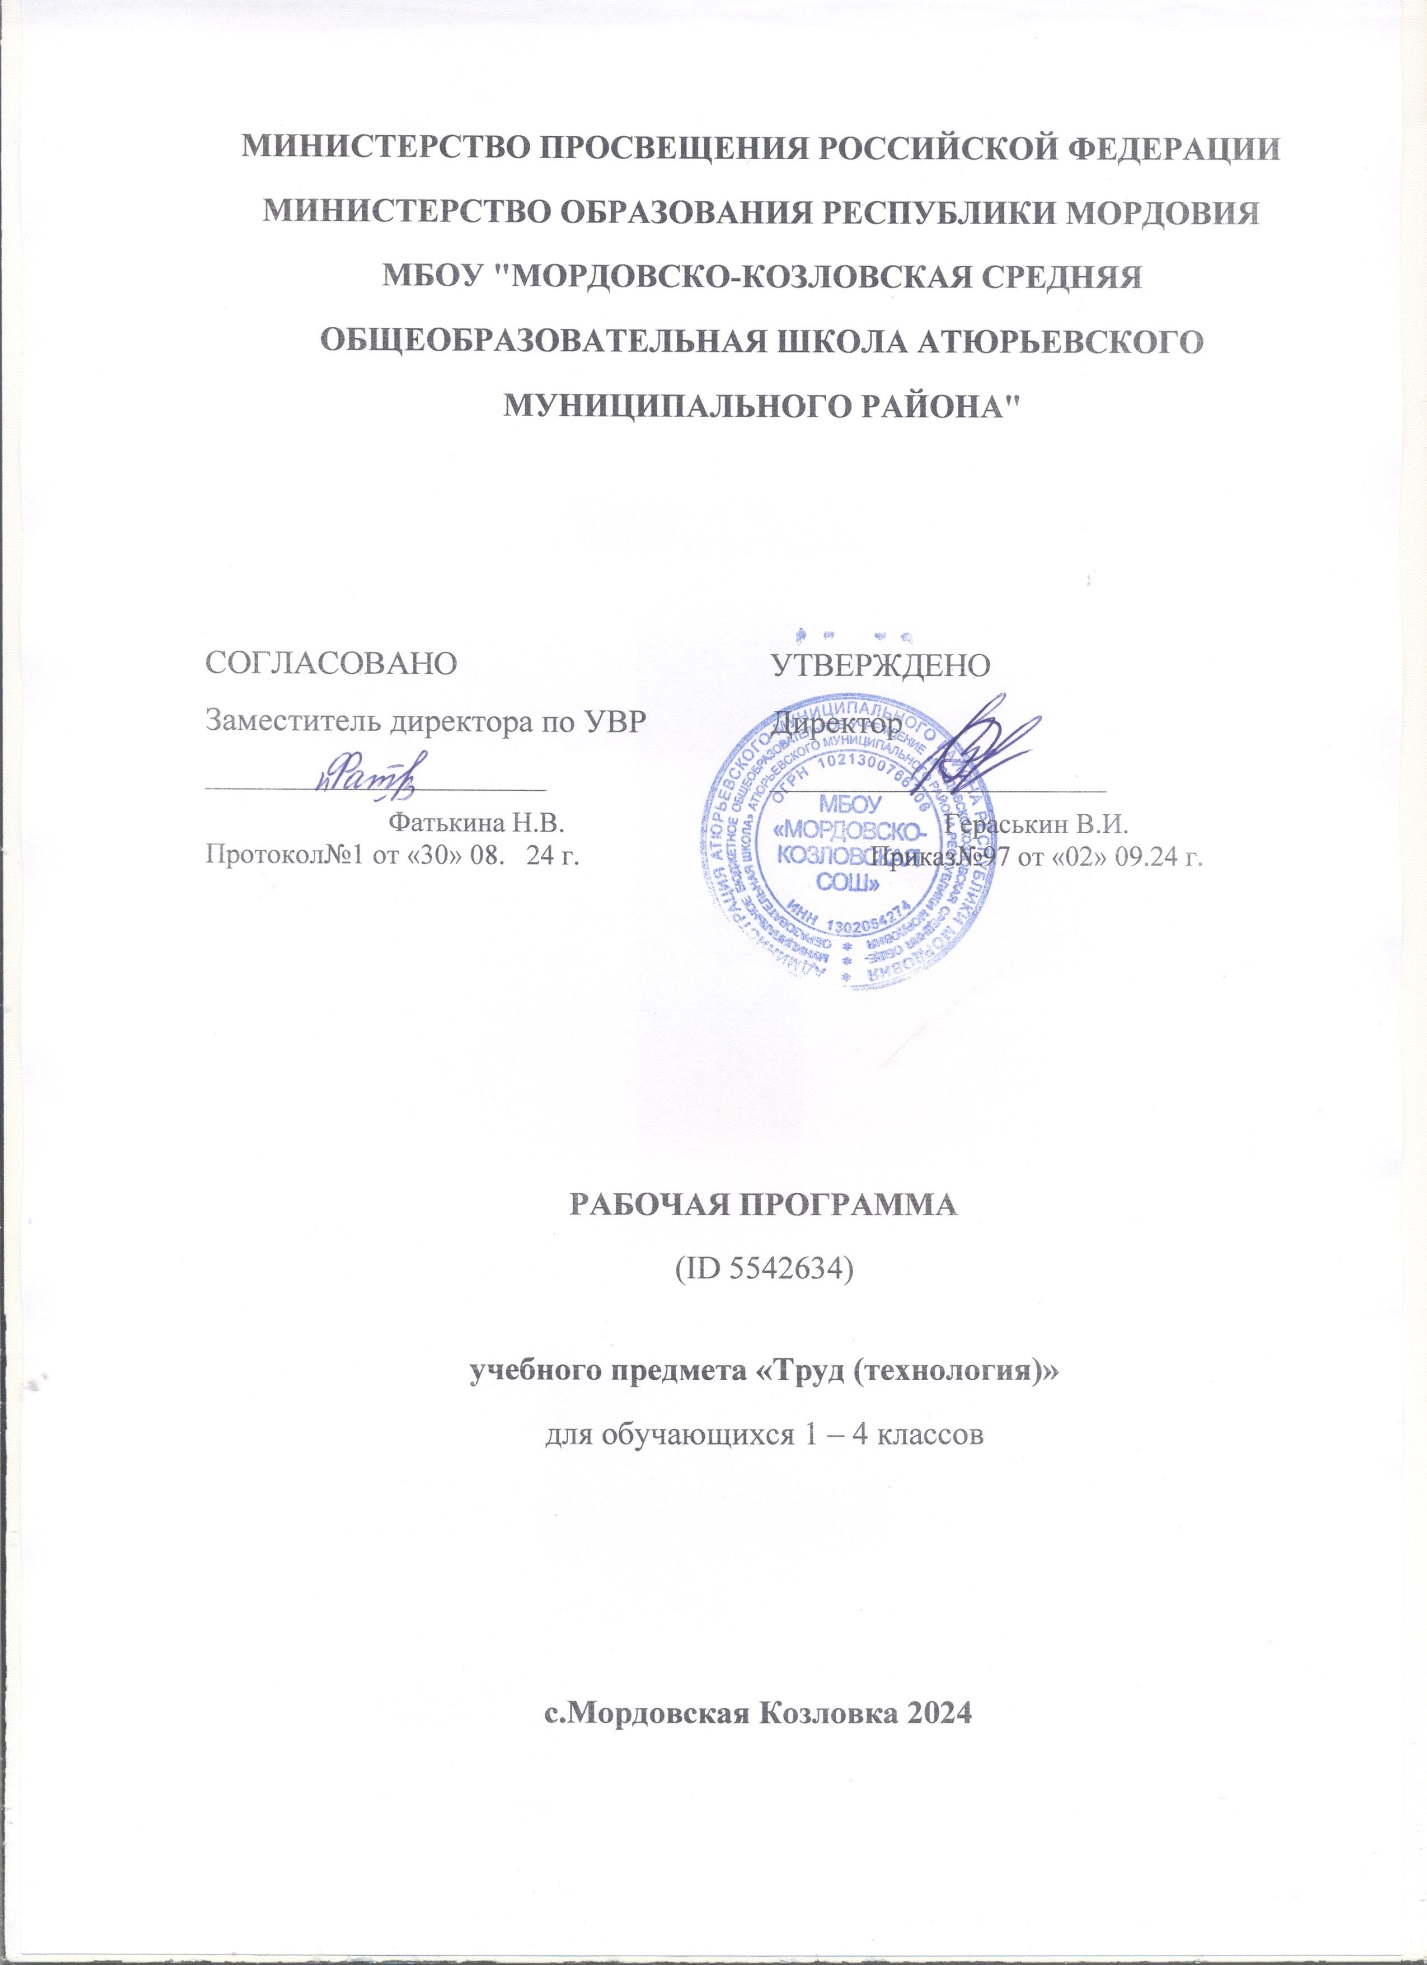 МИНИСТЕРСТВО ПРОСВЕЩЕНИЯ РОССИЙСКОЙ ФЕДЕРАЦИИ
МИНИСТЕРСТВО ОБРАЗОВАНИЯ РЕСПУБЛИКИ МОРДОВИЯ
МБОУ "МОРДОВСКО-КОЗЛОВСКАЯ СРЕДНЯЯ
ОБЩЕОБРАЗОВАТЕЛЬНАЯ ШКОЛА АТЮРЬЕВСКОГО
МУНИЦИПАЛЬНОГО РАЙОНА"
СОГЛАСОВАНО
Заместитель директора по УВР
Фатькина Н.В.
Протокол№1 от «30» 08. 24 г.
УТВЕРЖДЕНО
Директор
Гераськин В.И.
Приказ№97 от «02» 09.24 г.
МБОУ
«МОРДОВСКО-
КОЗЛОВСКАЯ
СОШ»
ИНН 1302054274
РАБОЧАЯ ПРОГРАММА
(ID 5542634)
учебного предмета «Труд (технология)»
для обучающихся 1 – 4 классов
с.Мордовская Козловка 2024